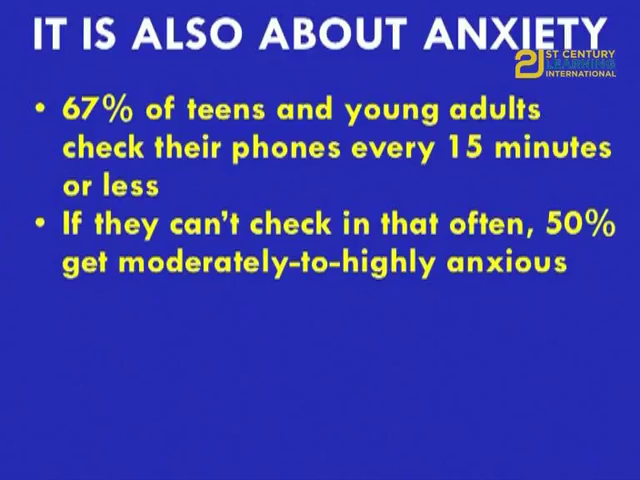 IT IS ALSO ABOUT ANXIETY
21ST CENTURY
LEARNING
INTERNATIONAL
• 67% of teens and young adults
check their phones every 15 minutes
or less
• If they can’t check in that often, 50%
get moderately-to-highly anxious